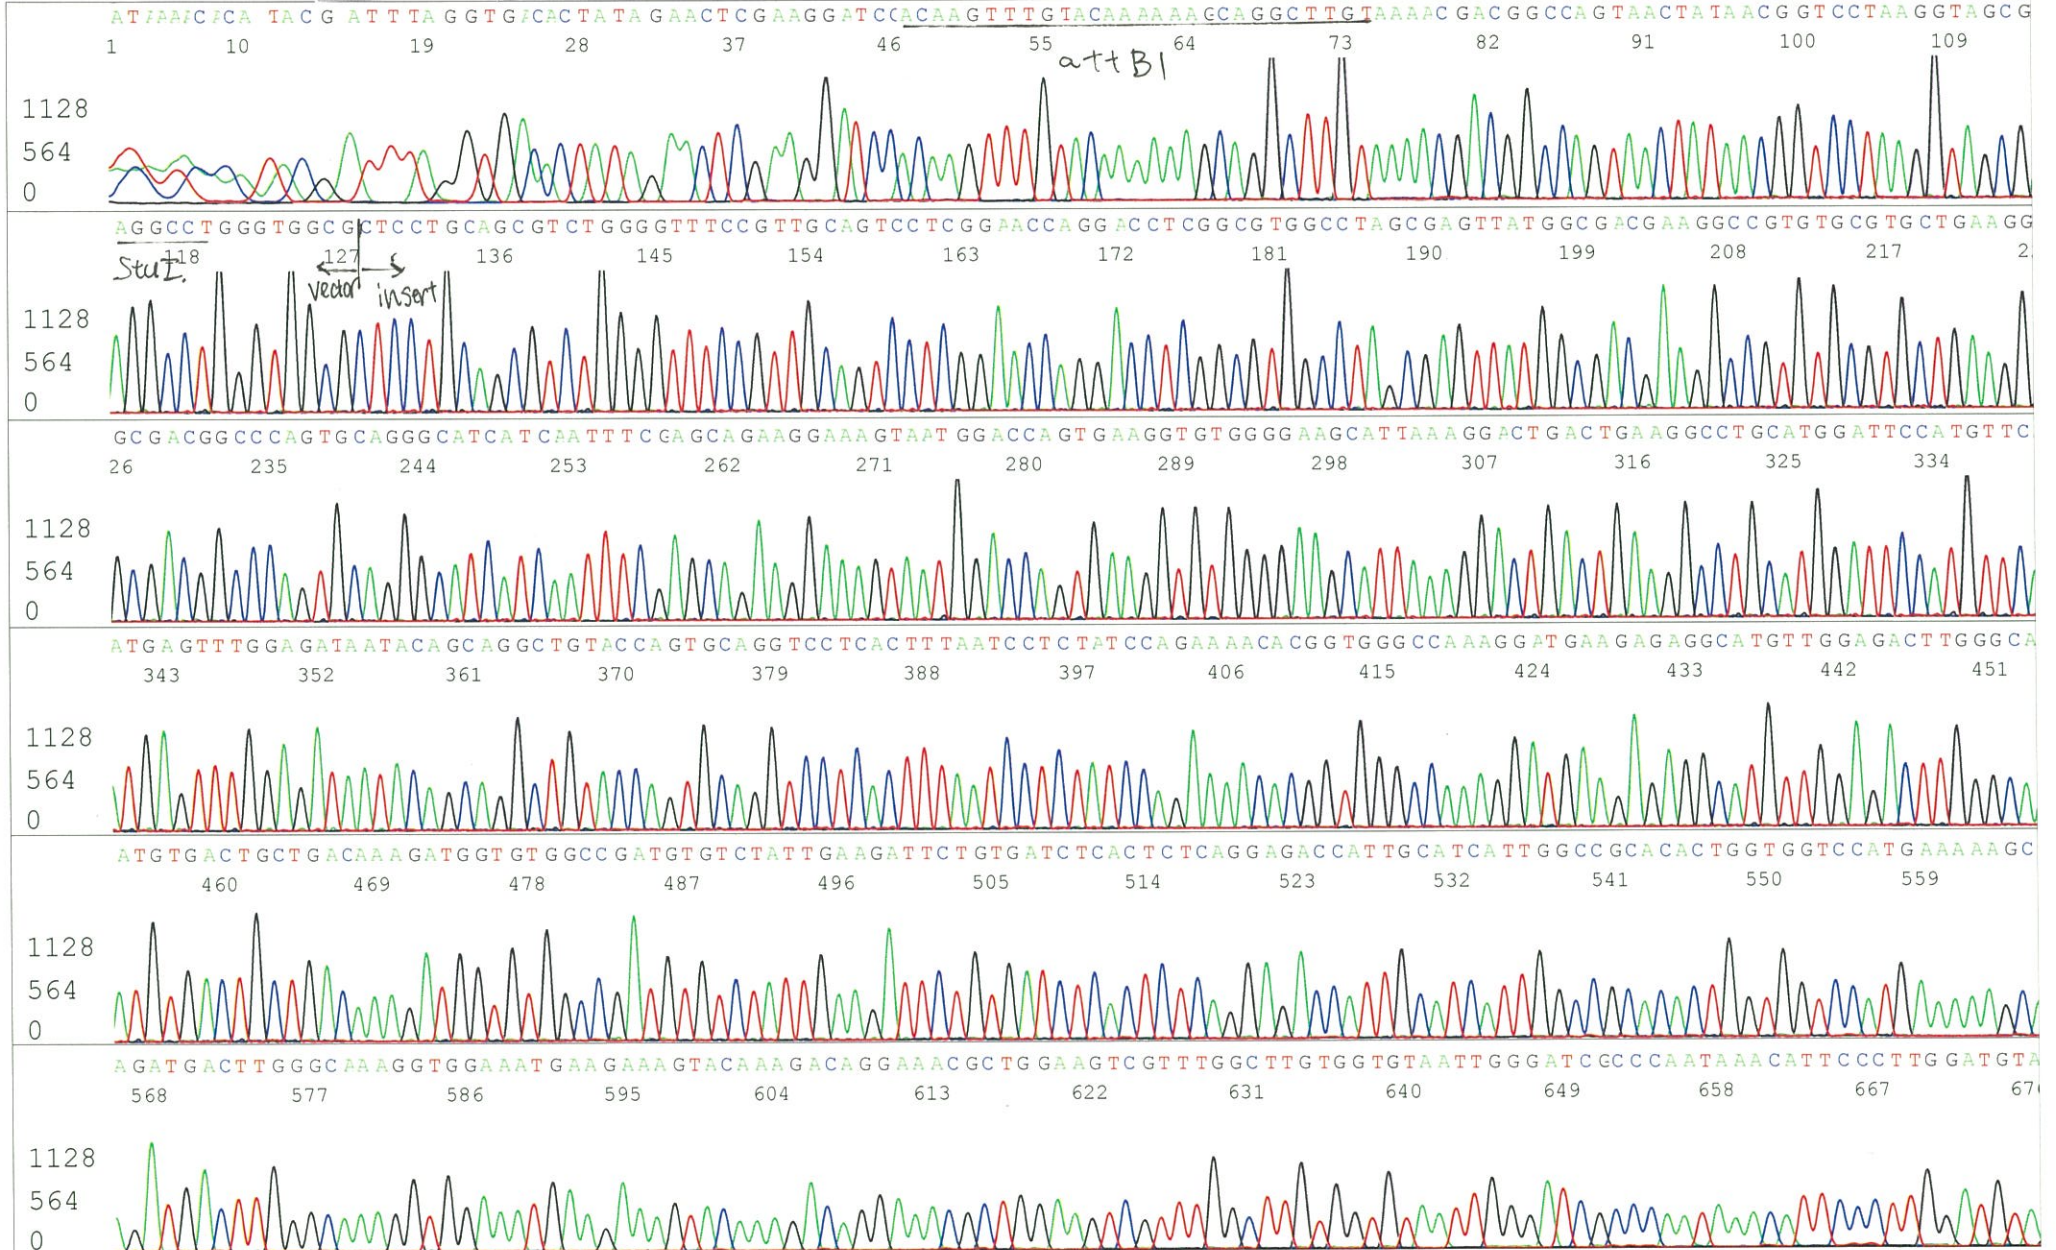 ATAAAACACA TACG ATTTAGGTGACACTATAGAACTCGAAGGATCCACAAGTTTGTACAAAAAAGCAGGCTTGTAAAACGACGGCCAGTAACTATAACGGTCCTAAGGTAGCG
1 10 19 28 37 46 55 64 73 82 91 100 109
attB1
1128
564
0
AGGCCTGGGTGGCGCTCCTGCAGCGTCTGGGGTTTCCGTTGCAGTCCTCGGAACCAGGACCTCGGCGTGGCCTAGCGAGTTATGGCGACGAAGGCCGTGTGCGTGCTGAAGG
118 127 136 145 154 163 172 181 190 199 208 217 2
StuI.
vector insert
1128
564
0
GCGACGGCCCAGTGCAGGGCATCATCAATTTCGAGCAGAAGGAAAGTAATGGACCAGTGAAGGTGTGGGGAAGCATTAAAGGACTGACTGAAGGCCTGCATGGATTCCATGTTC
26 235 244 253 262 271 280 289 298 307 316 325 334
1128
564
0
ATGAGTTTGGAGATAATACAGCAGGCTGTACCAGTGCAGGTCCTCACTTTAATCCTCTATCCAGAAAACACGGTGGGCCAAAGGATGAAGAGAGGCATGTTGGAGACTTGGGCA
343 352 361 370 379 388 397 406 415 424 433 442 451
1128
564
0
ATGTGACTGCTGACAAAGATGGTGTGGCCGATGTGTCTATTGAAGATTCTGTGATCTCACTCTCAGGAGACCATTGCATCATTGGCCGCACACTGGTGGTCCATGAAAAAGC
460 469 478 487 496 505 514 523 532 541 550 559
1128
564
0
AGATGACTTGGGCAAAGGTGGAAATGAAGAAAGTACAAAGACAGGAAACGCTGGAAGTCGTTTGGCTTGTGGTGTAATTGGGATCGCCCAATAAACATTCCCTTGGATGTA
568 577 586 595 604 613 622 631 640 649 658 667 676
1128
564
0